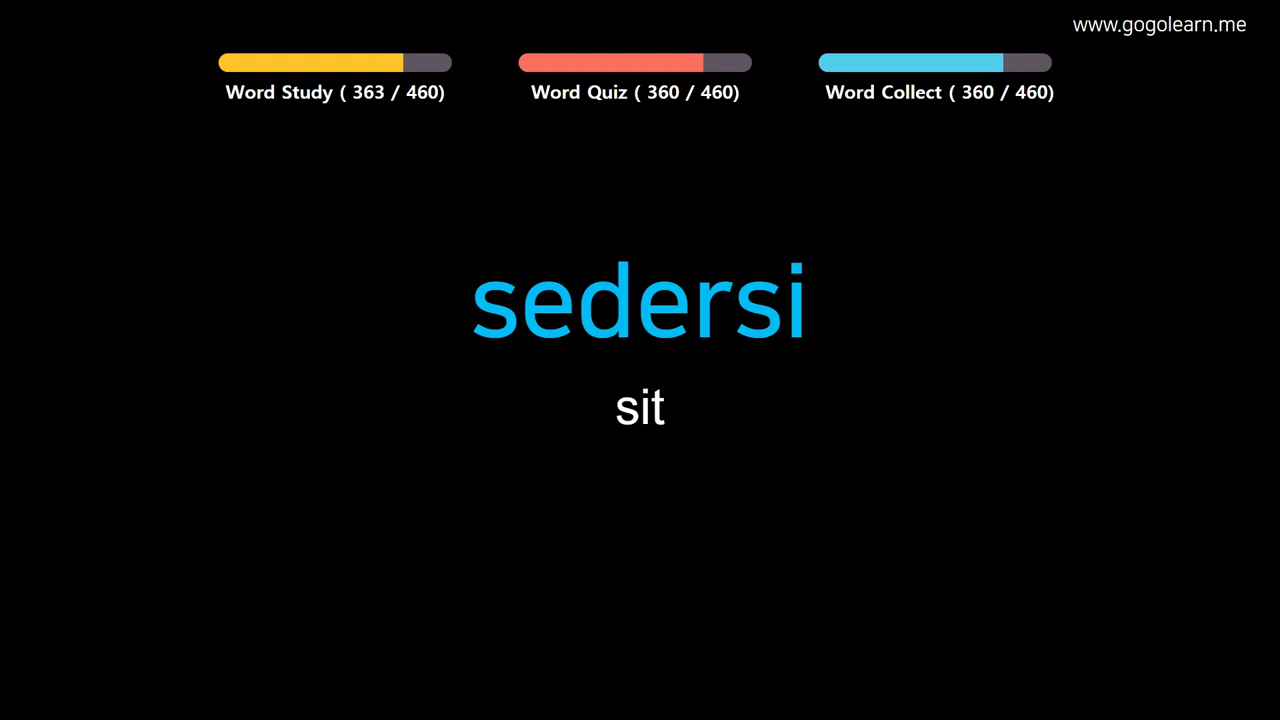 www.gogolearn.me
Word Study ( 363 / 460)
Word Quiz ( 360 / 460)
Word Collect ( 360 / 460)
sedersi
sit